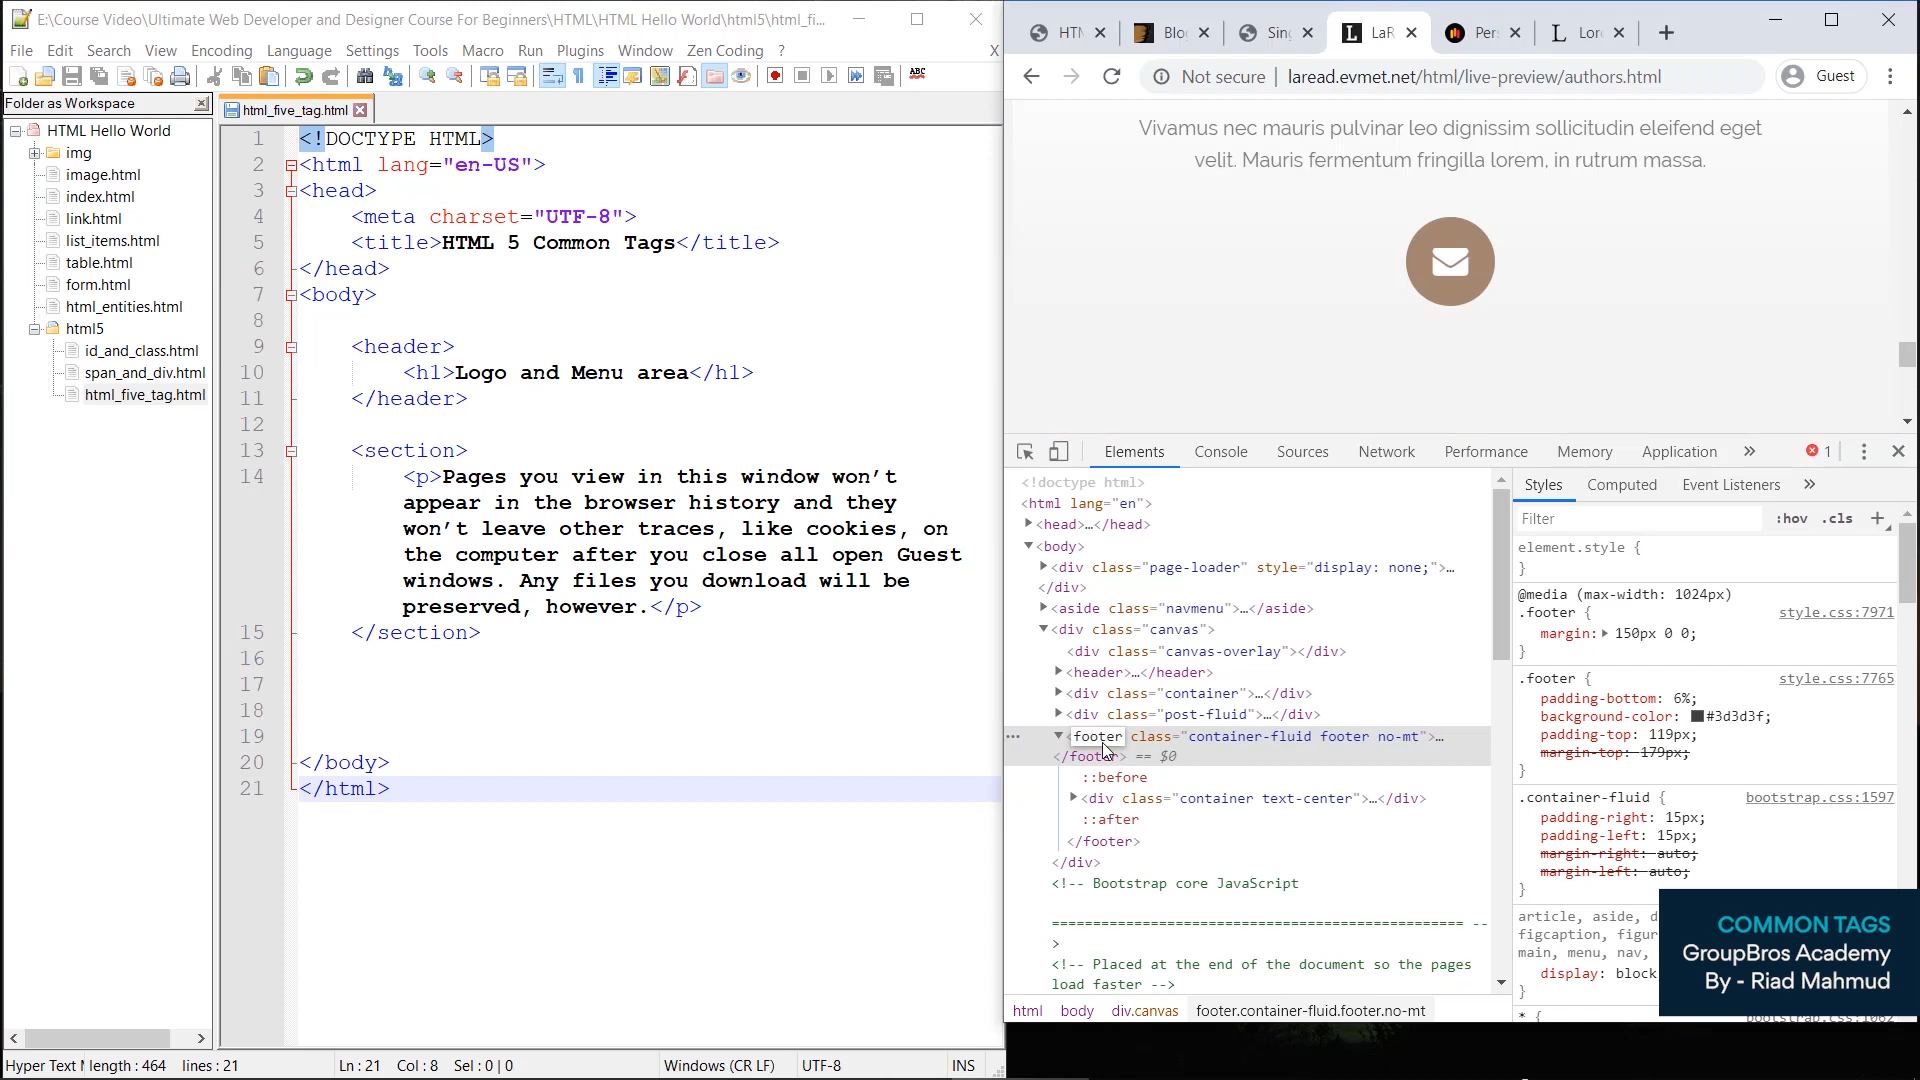 E:\Course Video\Ultimate Web Developer and Designer Course For Beginners\HTML\HTML Hello World\html5\html_fi...
File Edit Search View Encoding Language Settings Tools Macro Run Plugins Window Zen Coding ? X
ABC
Folder as Workspace
HTML Hello World
img
image.html
index.html
link.html
list_items.html
table.html
form.html
html_entities.html
html5
id_and_class.html
span_and_div.html
html_five_tag.html
html_five_tag.html
1 <!DOCTYPE HTML>
2 <html lang="en-US">
3 <head>
4 <meta charset="UTF-8">
5 <title>HTML 5 Common Tags</title>
6 </head>
7 <body>
8
9 <header>
10 <h1>Logo and Menu area</h1>
11 </header>
12
13 <section>
14 <p>Pages you view in this window won’t
appear in the browser history and they
won’t leave other traces, like cookies, on
the computer after you close all open Guest
windows. Any files you download will be
preserved, however.</p>
15 </section>
16
17
18
19
20 </body>
21 </html>
Hyper Text length : 464 lines : 21 Ln : 21 Col : 8 Sel : 0 | 0 Windows (CR LF) UTF-8 INS
HTM Blo Sin LaR Per Lor
Not secure | laread.evmet.net/html/live-preview/authors.html Guest
Vivamus nec mauris pulvinar leo dignissim sollicitudin eleifend eget
velit. Mauris fermentum fringilla lorem, in rutrum massa.
Elements Console Sources Network Performance Memory Application » 1
<!doctype html>
<html lang="en">
<head>…</head>
<body>
<div class="page-loader" style="display: none;">…
</div>
<aside class="navmenu">…</aside>
<div class="canvas">
<div class="canvas-overlay"></div>
<header>…</header>
<div class="container">…</div>
<div class="post-fluid">…</div>
<footer class="container-fluid footer no-mt">…
</footer> == $0
::before
<div class="container text-center">…</div>
::after
</footer>
</div>
<!-- Bootstrap core JavaScript
================================================== --
>
<!-- Placed at the end of the document so the pages
load faster -->
html body div.canvas footer.container-fluid.footer.no-mt
Styles Computed Event Listeners »
Filter :hov .cls +
element.style {
}
@media (max-width: 1024px)
.footer { style.css:7971
margin: 150px 0 0;
}
.footer { style.css:7765
padding-bottom: 6%;
background-color: #3d3d3f;
padding-top: 119px;
margin-top: 179px;
}
.container-fluid { bootstrap.css:1597
padding-right: 15px;
padding-left: 15px;
margin-right: auto;
margin-left: auto;
}
article, aside, d
figcaption, figur
main, menu, nav,
display: block
}
* {
COMMON TAGS
GroupBros Academy
By - Riad Mahmud